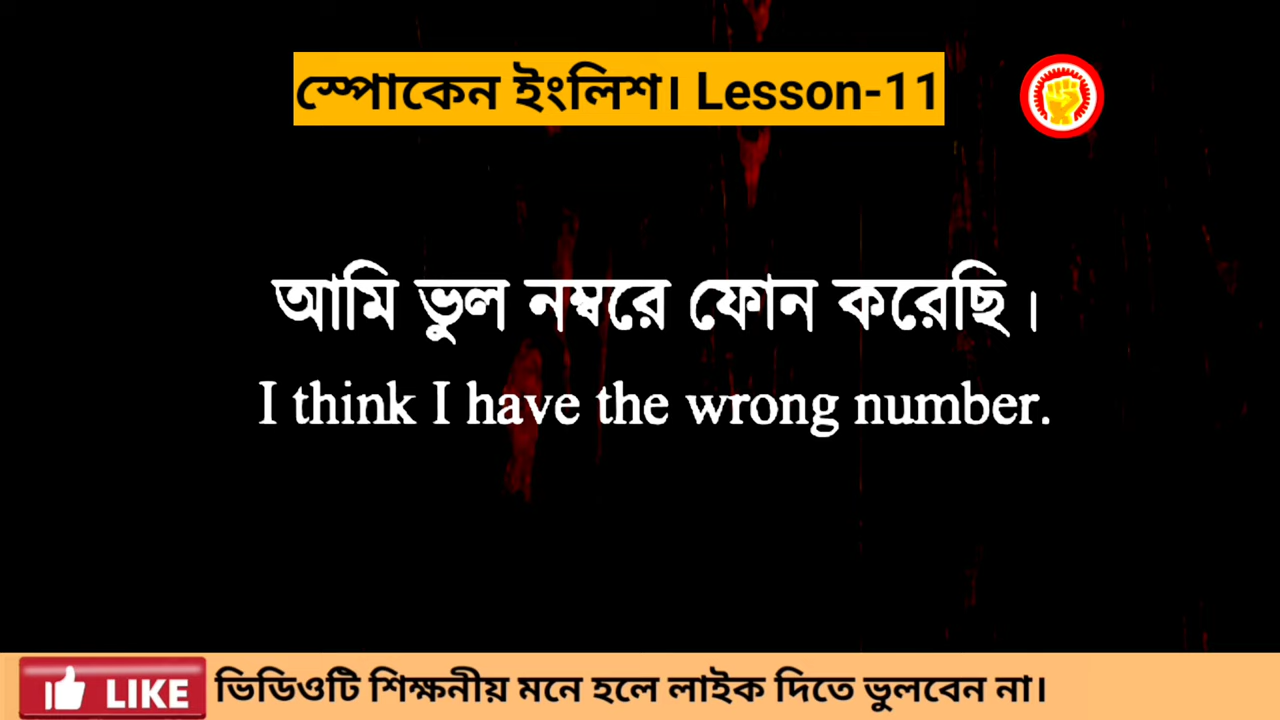 স্পোকেন ইংলিশ। Lesson-11
আমি ভুল নম্বরে ফোন করেছি।
I think I have the wrong number.
LIKE ভিডিওটি শিক্ষনীয় মনে হলে লাইক দিতে ভুলবেন না।